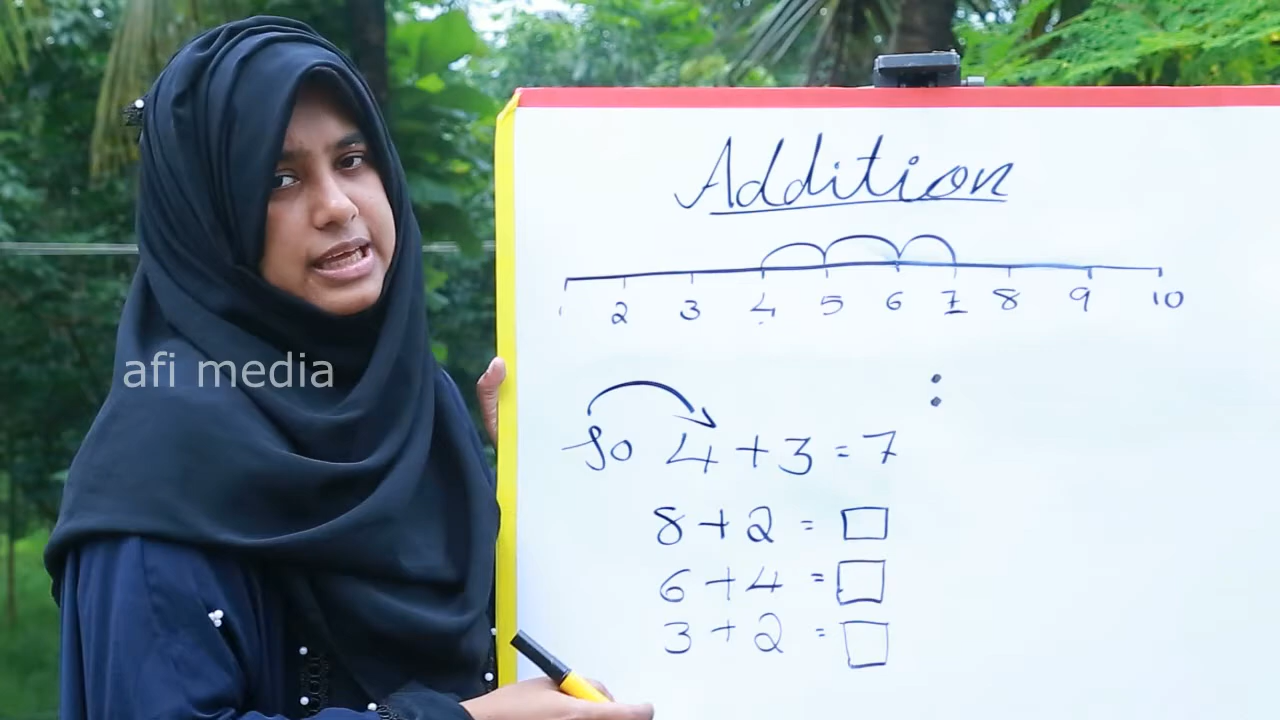 Addition
1 2 3 4 5 6 7 8 9 10
afi media
:
So 4 + 3 = 7
8 + 2 = □
6 + 4 = □
3 + 2 = □